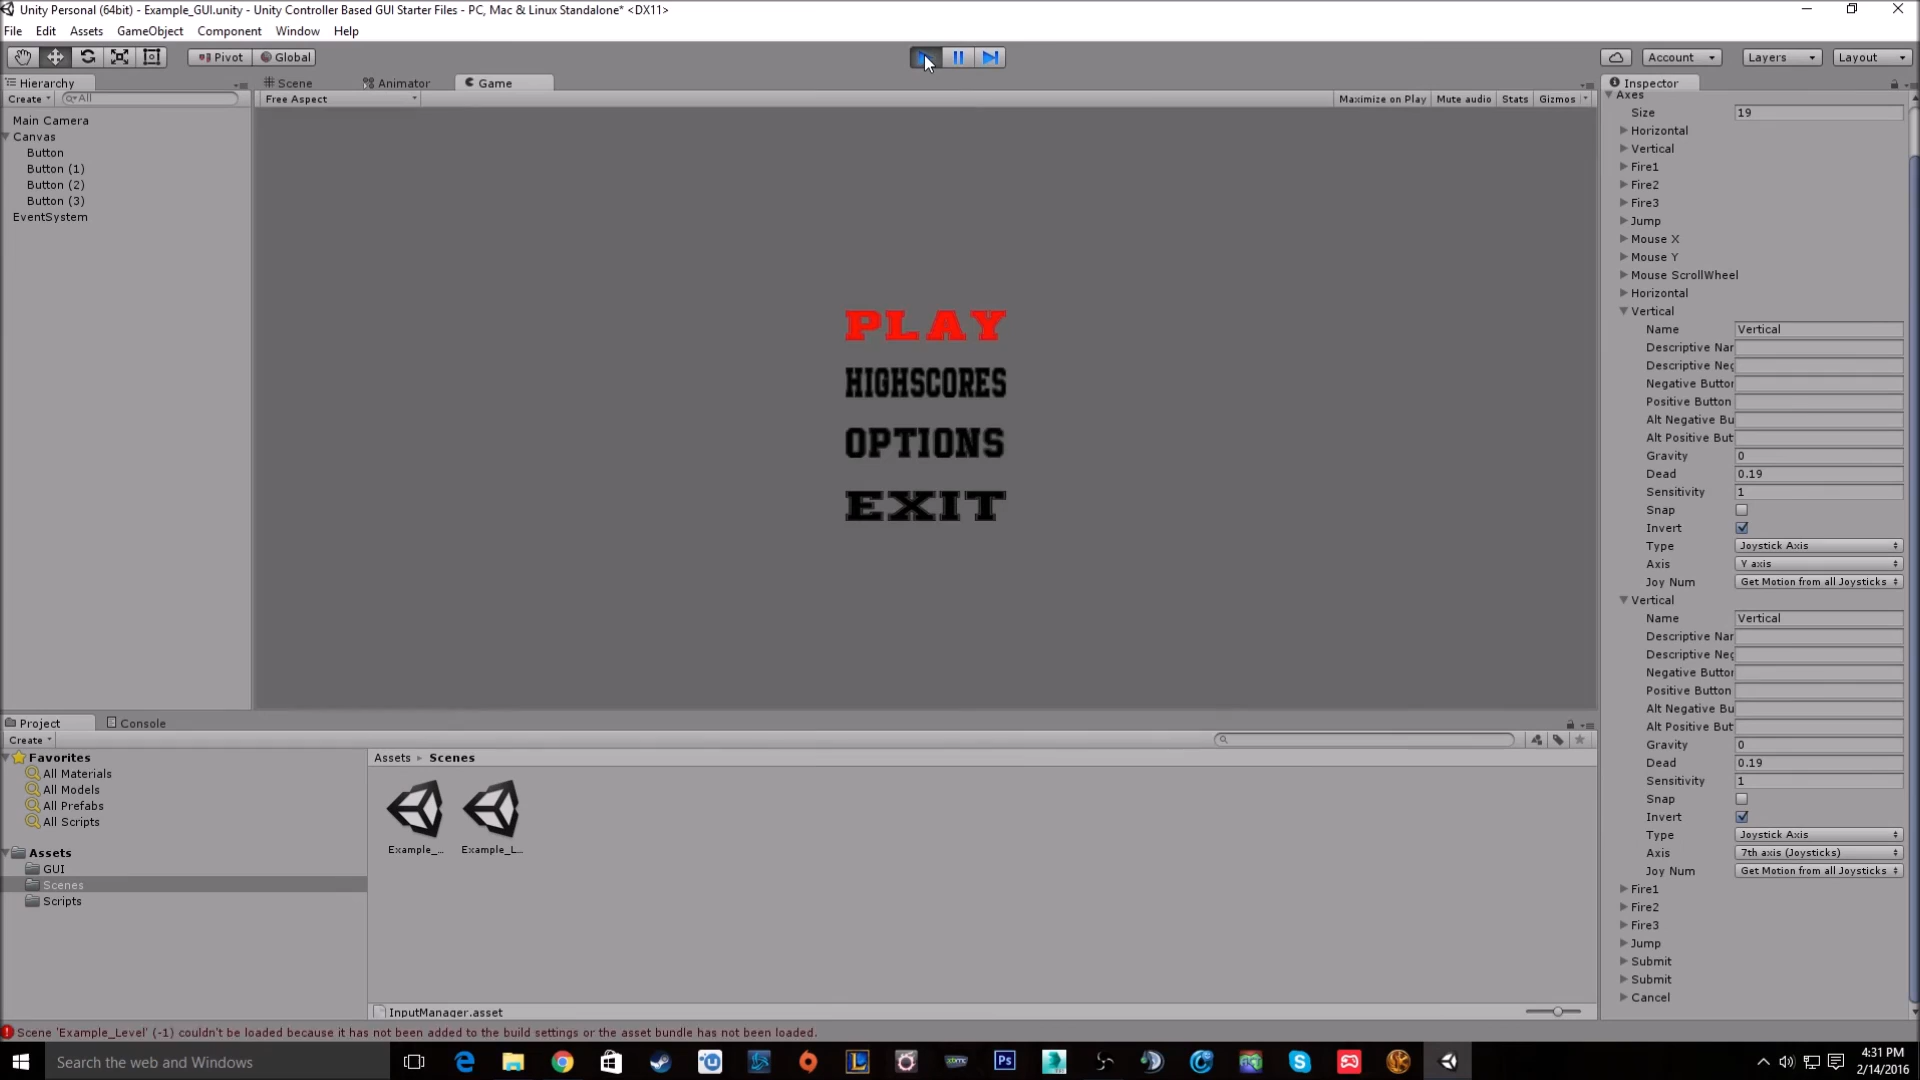 Unity Personal (64bit) - Example_GUI.unity - Unity Controller Based GUI Starter Files - PC, Mac & Linux Standalone* <DX11>
File Edit Assets GameObject Component Window Help
Pivot Global Account Layers Layout
Hierarchy
Create All
Main Camera
Canvas
Button
Button (1)
Button (2)
Button (3)
EventSystem
Scene Animator Game
Free Aspect Maximize on Play Mute audio Stats Gizmos
PLAY
HIGHSCORES
OPTIONS
EXIT
Inspector
Axes
Size 19
Horizontal
Vertical
Fire1
Fire2
Fire3
Jump
Mouse X
Mouse Y
Mouse ScrollWheel
Horizontal
Vertical
Name Vertical
Descriptive Nar
Descriptive Neg
Negative Button
Positive Button
Alt Negative Bu
Alt Positive But
Gravity 0
Dead 0.19
Sensitivity 1
Snap
Invert
Type Joystick Axis
Axis Y axis
Joy Num Get Motion from all Joysticks
Vertical
Name Vertical
Descriptive Nar
Descriptive Neg
Negative Button
Positive Button
Alt Negative Bu
Alt Positive But
Gravity 0
Dead 0.19
Sensitivity 1
Snap
Invert
Type Joystick Axis
Axis 7th axis (Joysticks)
Joy Num Get Motion from all Joysticks
Fire1
Fire2
Fire3
Jump
Submit
Submit
Cancel
Project Console
Create
Favorites
All Materials
All Models
All Prefabs
All Scripts
Assets
GUI
Scenes
Scripts
Assets Scenes
Example_... Example_L...
InputManager.asset
Scene 'Example_Level' (-1) couldn't be loaded because it has not been added to the build settings or the asset bundle has not been loaded.
Search the web and Windows
Ps
4:31 PM
2/14/2016